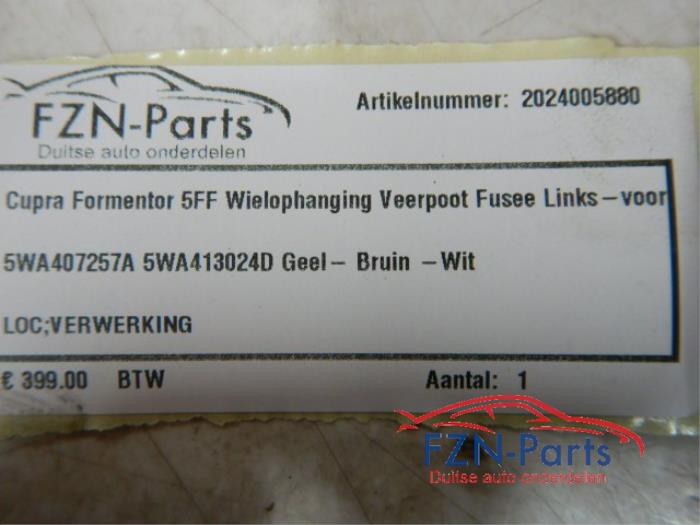 FZN-Parts
Duitse auto onderdelen
Artikelnummer: 2024005880
Cupra Formentor 5FF Wielophanging Veerpoot Fusee Links-voor
5WA407257A 5WA413024D Geel- Bruin -Wit
LOC;VERWERKING
€ 399.00 BTW Aantal: 1
FZN-Parts
Duitse auto onderdelen